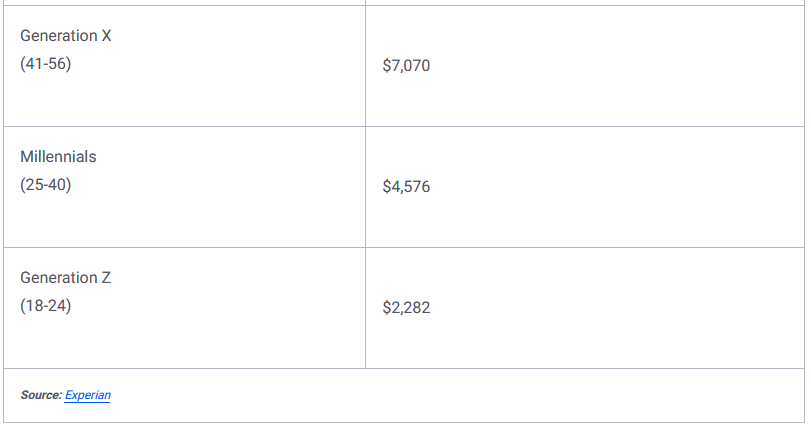 Generation X
(41-56)
$7,070
Millennials
(25-40)
$4,576
Generation Z
(18-24)
$2,282
Source: Experian